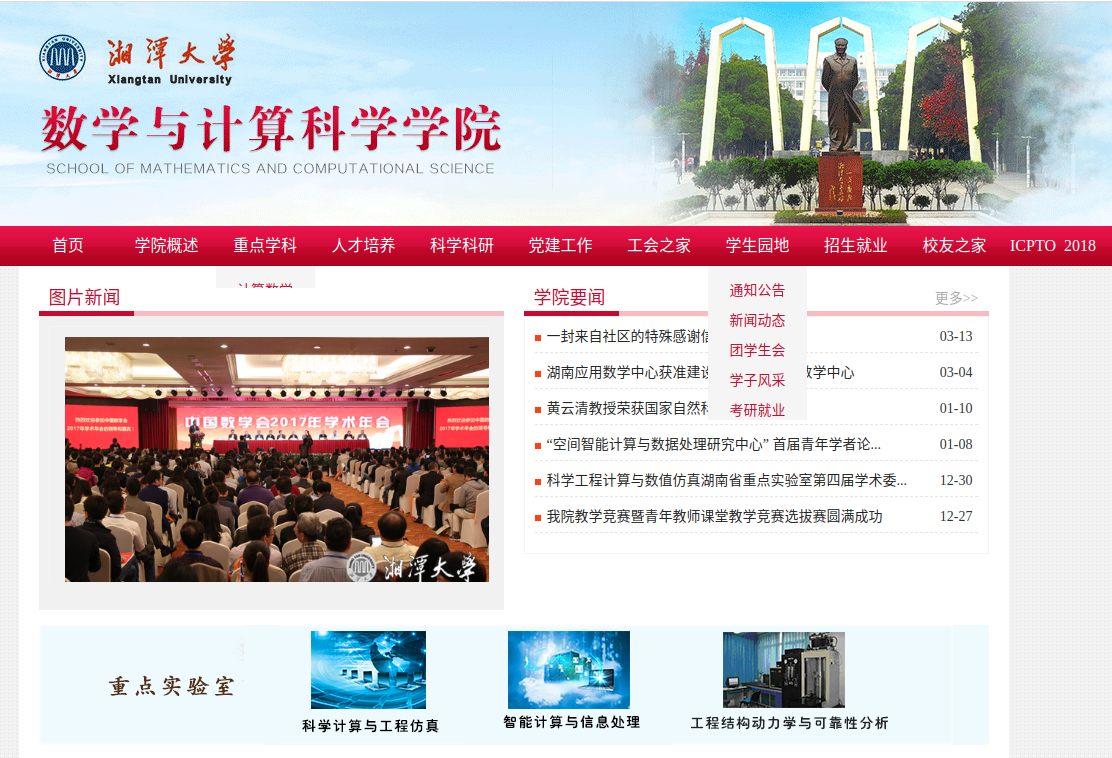 湘潭大学
Xiangtan University
数学与计算科学学院
SCHOOL OF MATHEMATICS AND COMPUTATIONAL SCIENCE
首页 学院概述 重点学科 人才培养 科学科研 党建工作 工会之家 学生园地 招生就业 校友之家 ICPTO 2018
计算数学
通知公告
新闻动态
团学生会
学子风采
考研就业
图片新闻
中国数学会2017年学术年会
湘潭大学
学院要闻 更多>>
一封来自社区的特殊感谢信 03-13
湖南应用数学中心获准建设 数学中心 03-04
黄云清教授荣获国家自然科 01-10
“空间智能计算与数据处理研究中心” 首届青年学者论... 01-08
科学工程计算与数值仿真湖南省重点实验室第四届学术委... 12-30
我院教学竞赛暨青年教师课堂教学竞赛选拔赛圆满成功 12-27
重点实验室
科学计算与工程仿真
智能计算与信息处理
工程结构动力学与可靠性分析